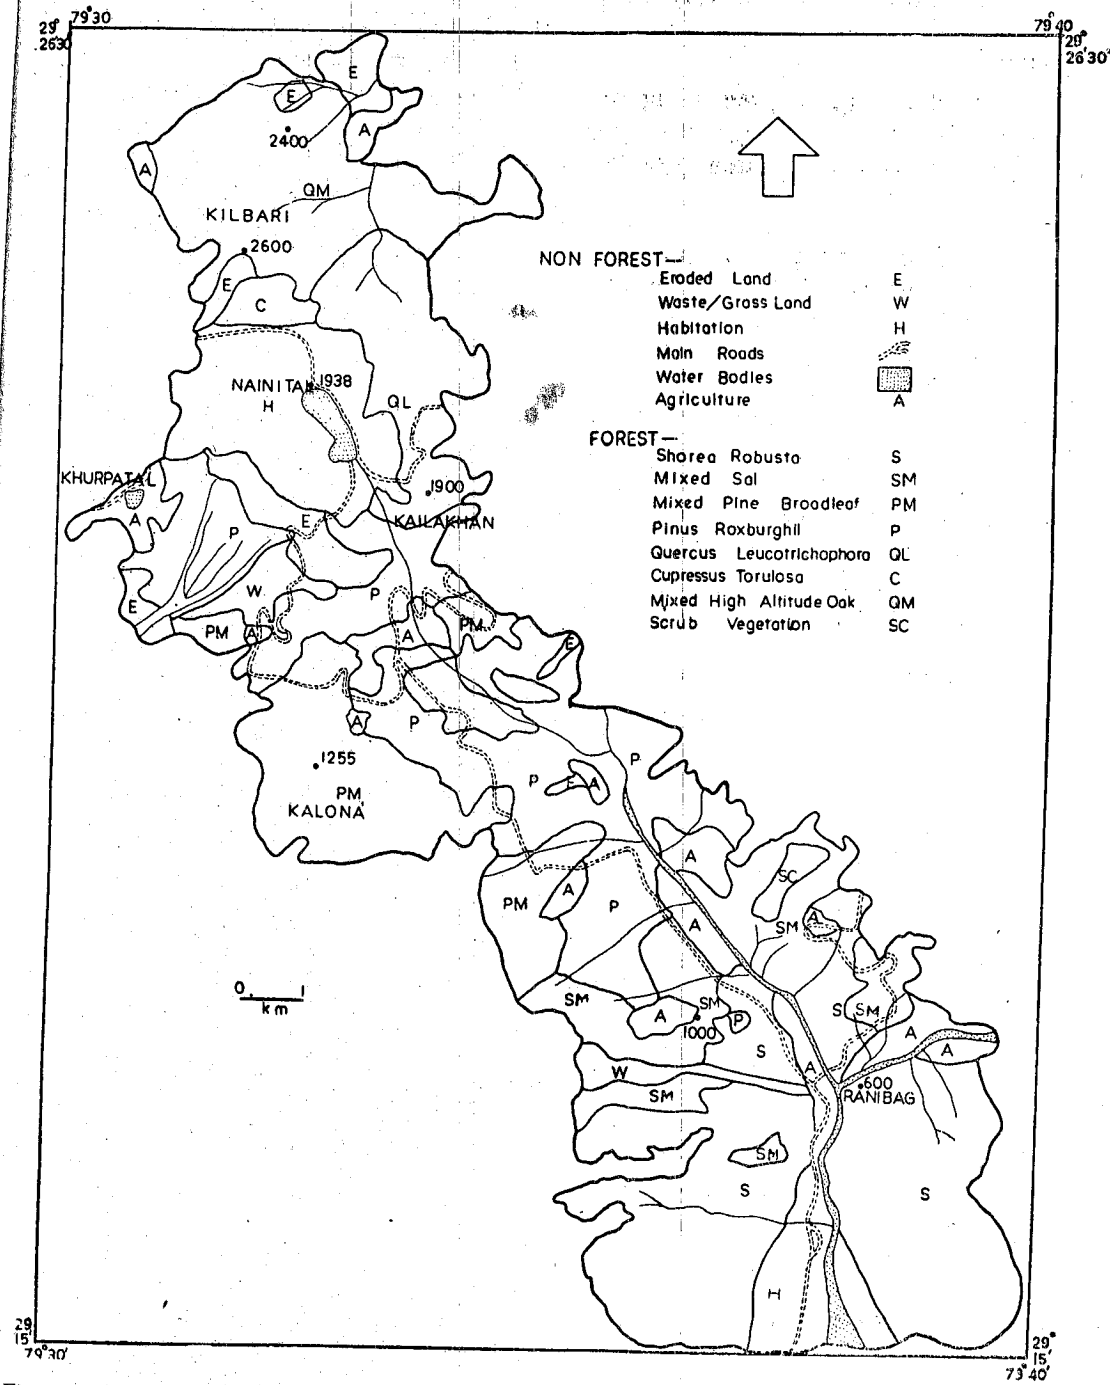 79°30
79°40
29°
26'30
29°
26'30"
E
E
A
2400
A
QM
KILBARI
2600
E
C
NAINITAL 1938
H
QL
KHURPATAL
A
1900
KAILAKHAN
E
P
E
W
P
PM
A
A
PM
E
A
P
1255
PM
KALONA
P
E
A
P
A
SC
PM
A
P
A
SM
A
SM
A
SM
1000
P
S
SM
A
A
S
A
W
600
RANIBAG
SM
SM
S
S
H
0 1
km
NON FOREST—
Eroded Land E
Waste/Grass Land W
Habitation H
Main Roads
Water Bodies
Agriculture A
FOREST—
Shorea Robusta S
Mixed Sal SM
Mixed Pine Broadleaf PM
Pinus Roxburghii P
Quercus Leucotrichophora QL
Cupressus Torulosa C
Mixed High Altitude Oak QM
Scrub Vegetation SC
29°
15'
79°30'
29°
15'
73°40'